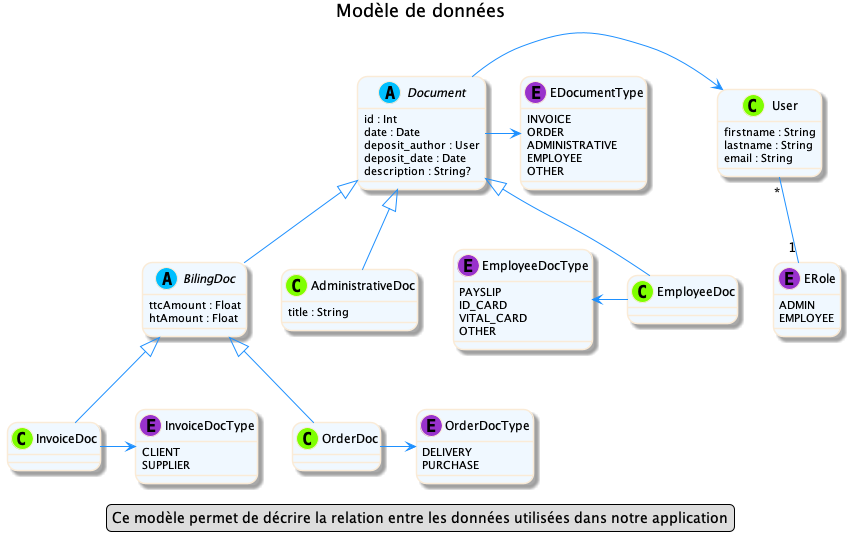 Modèle de données
A Document
id : Int
date : Date
deposit_author : User
deposit_date : Date
description : String?
E EDocumentType
INVOICE
ORDER
ADMINISTRATIVE
EMPLOYEE
OTHER
C User
firstname : String
lastname : String
email : String
*
1
A BilingDoc
ttcAmount : Float
htAmount : Float
C AdministrativeDoc
title : String
E EmployeeDocType
PAYSLIP
ID_CARD
VITAL_CARD
OTHER
C EmployeeDoc
E ERole
ADMIN
EMPLOYEE
C InvoiceDoc
E InvoiceDocType
CLIENT
SUPPLIER
C OrderDoc
E OrderDocType
DELIVERY
PURCHASE
Ce modèle permet de décrire la relation entre les données utilisées dans notre application